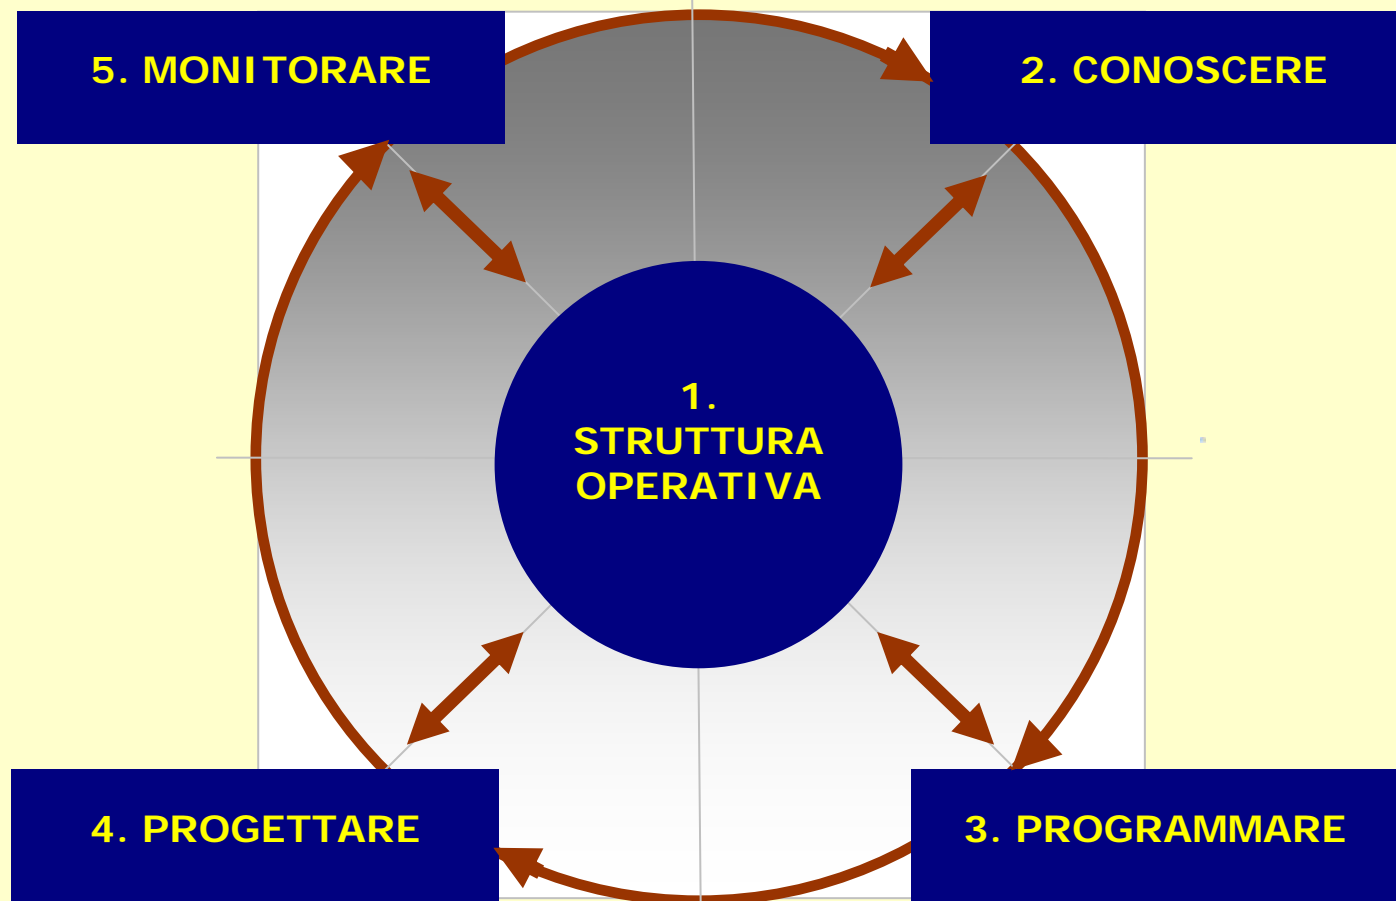 5. MONITORARE
2. CONOSCERE
1.
STRUTTURA
OPERATIVA
4. PROGETTARE
3. PROGRAMMARE